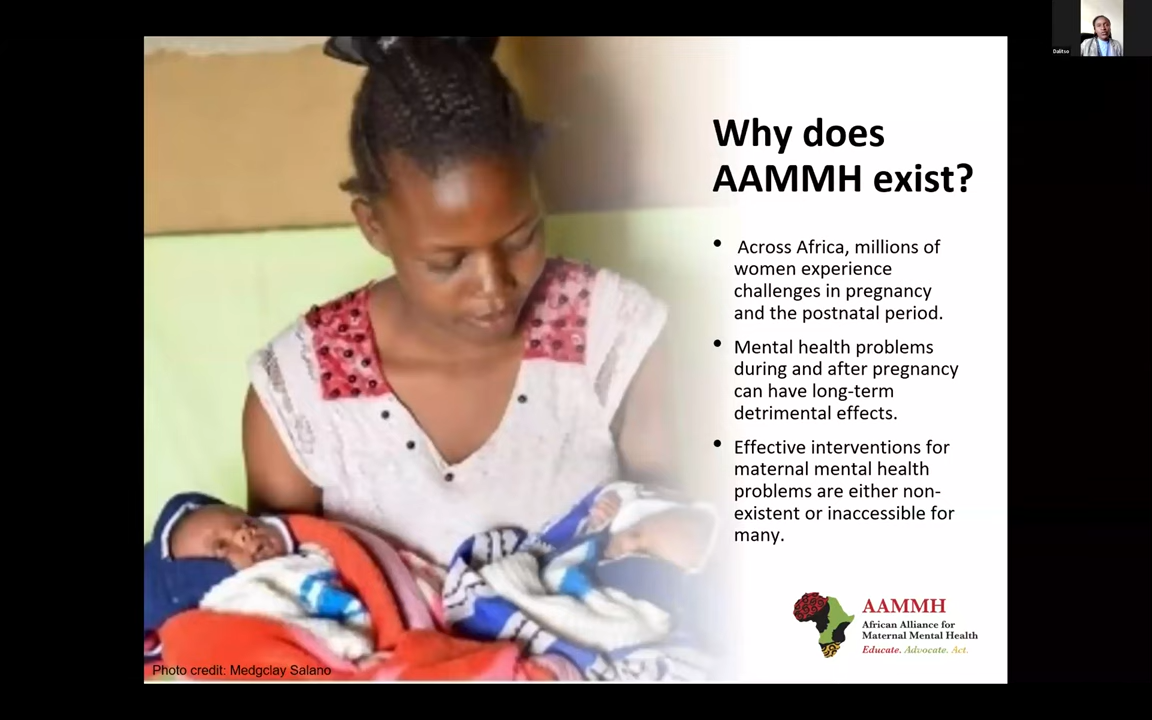 Dalitso
Why does
AAMMH exist?
• Across Africa, millions of
women experience
challenges in pregnancy
and the postnatal period.
• Mental health problems
during and after pregnancy
can have long-term
detrimental effects.
• Effective interventions for
maternal mental health
problems are either non-
existent or inaccessible for
many.
AAMMH
African Alliance for
Maternal Mental Health
Educate. Advocate. Act.
Photo credit: Medgclay Salano